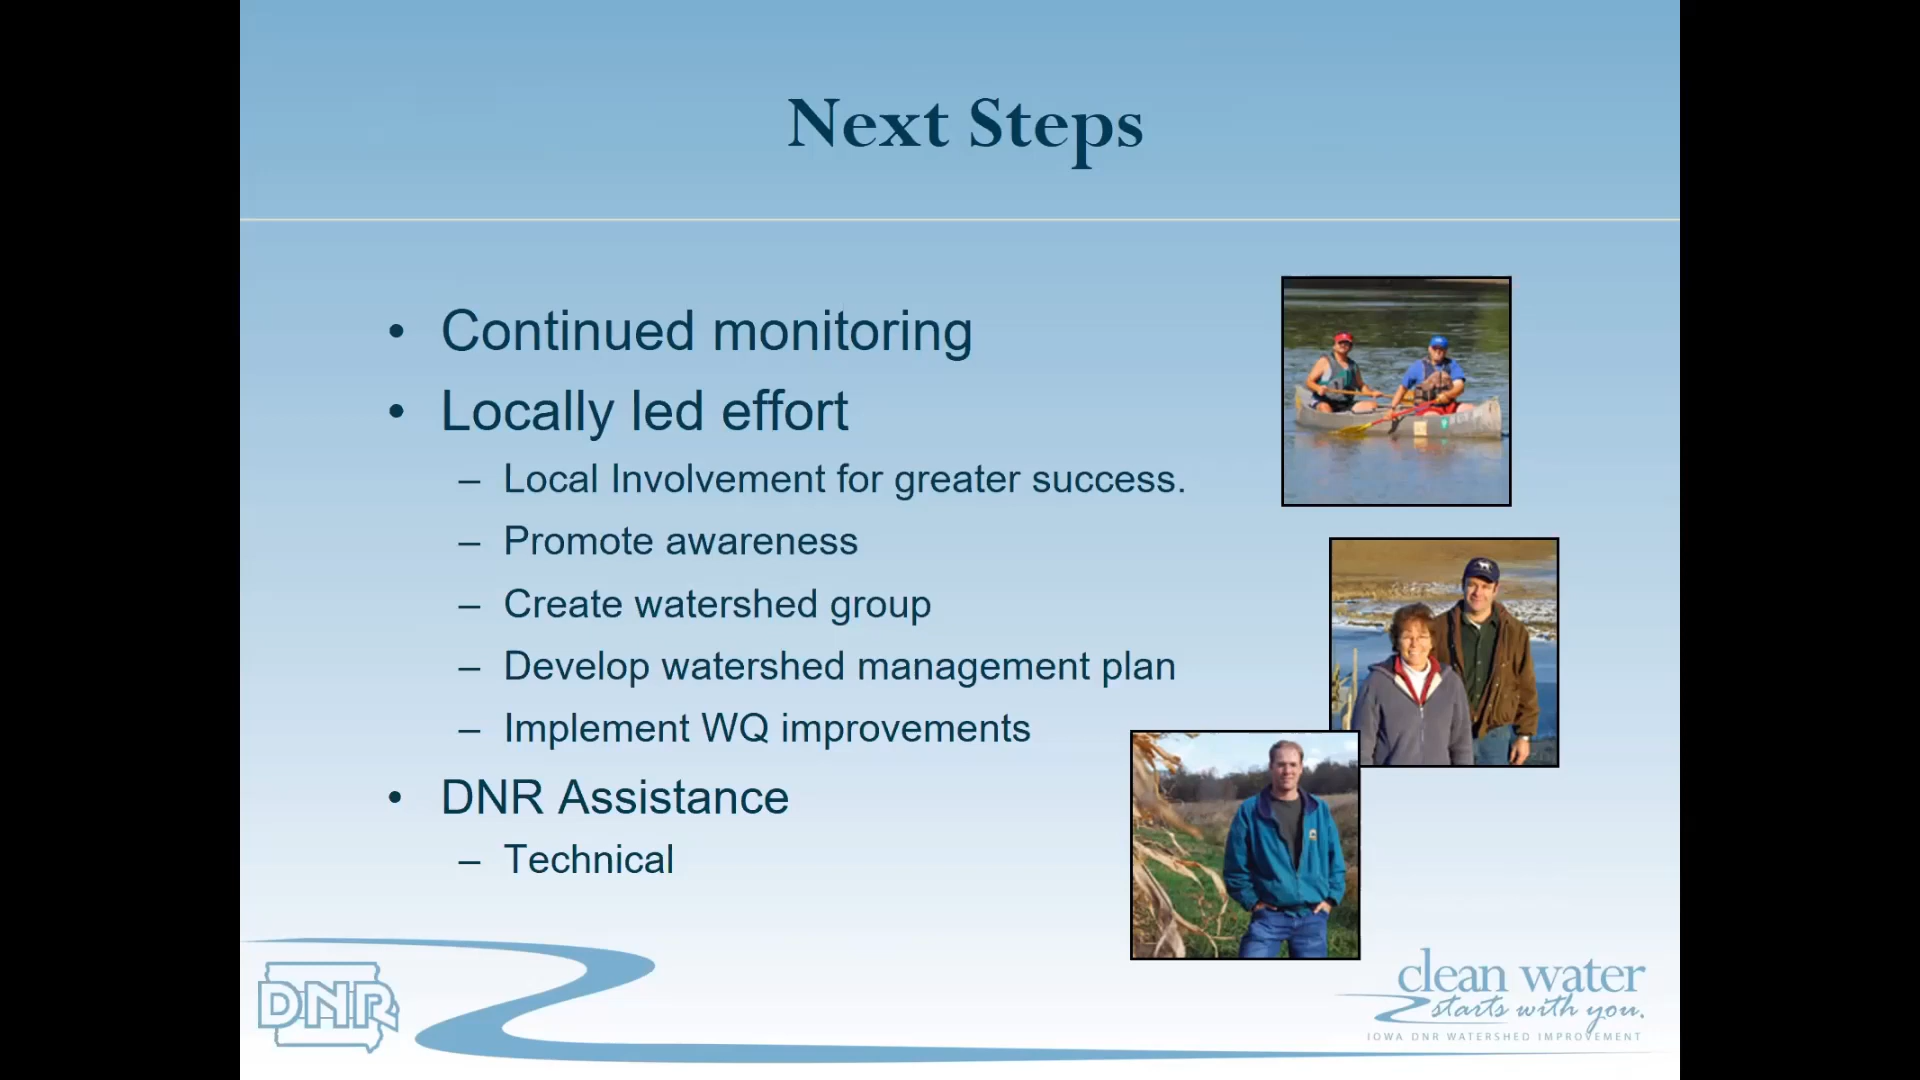 Next Steps
• Continued monitoring
• Locally led effort
– Local Involvement for greater success.
– Promote awareness
– Create watershed group
– Develop watershed management plan
– Implement WQ improvements
• DNR Assistance
– Technical
DNR
clean water
starts with you.
IOWA DNR WATERSHED IMPROVEMENT